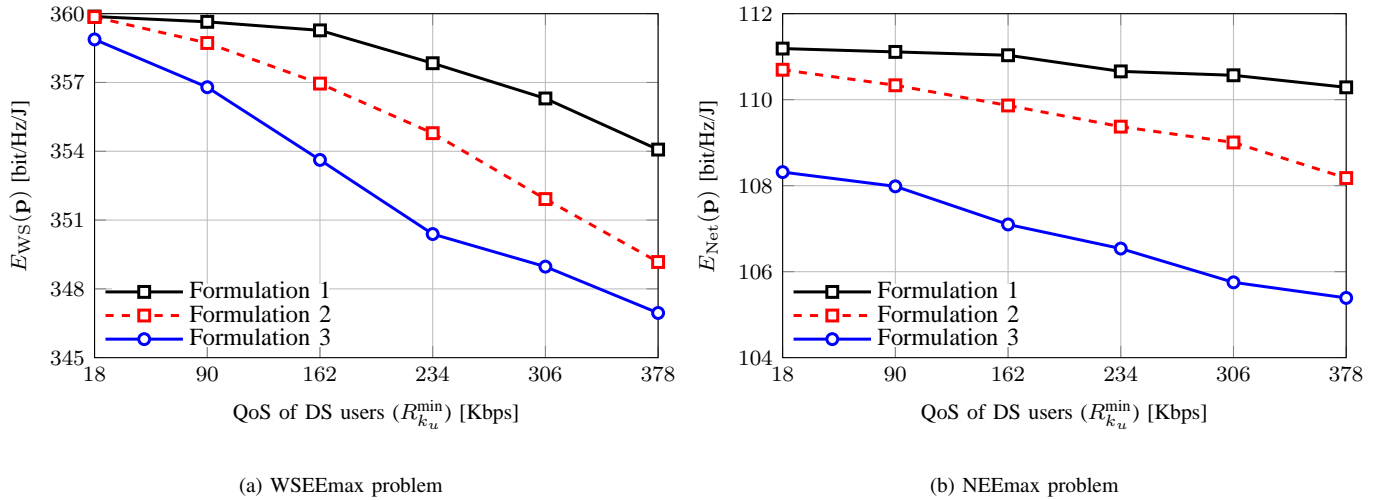 360
357
354
351
348
345
E_WS(p) [bit/Hz/J]
Formulation 1
Formulation 2
Formulation 3
18 90 162 234 306 378
QoS of DS users (R_{k_u}^{min}) [Kbps]
(a) WSEEmax problem
112
110
108
106
104
E_Net(p) [bit/Hz/J]
Formulation 1
Formulation 2
Formulation 3
18 90 162 234 306 378
QoS of DS users (R_{k_u}^{min}) [Kbps]
(b) NEEmax problem